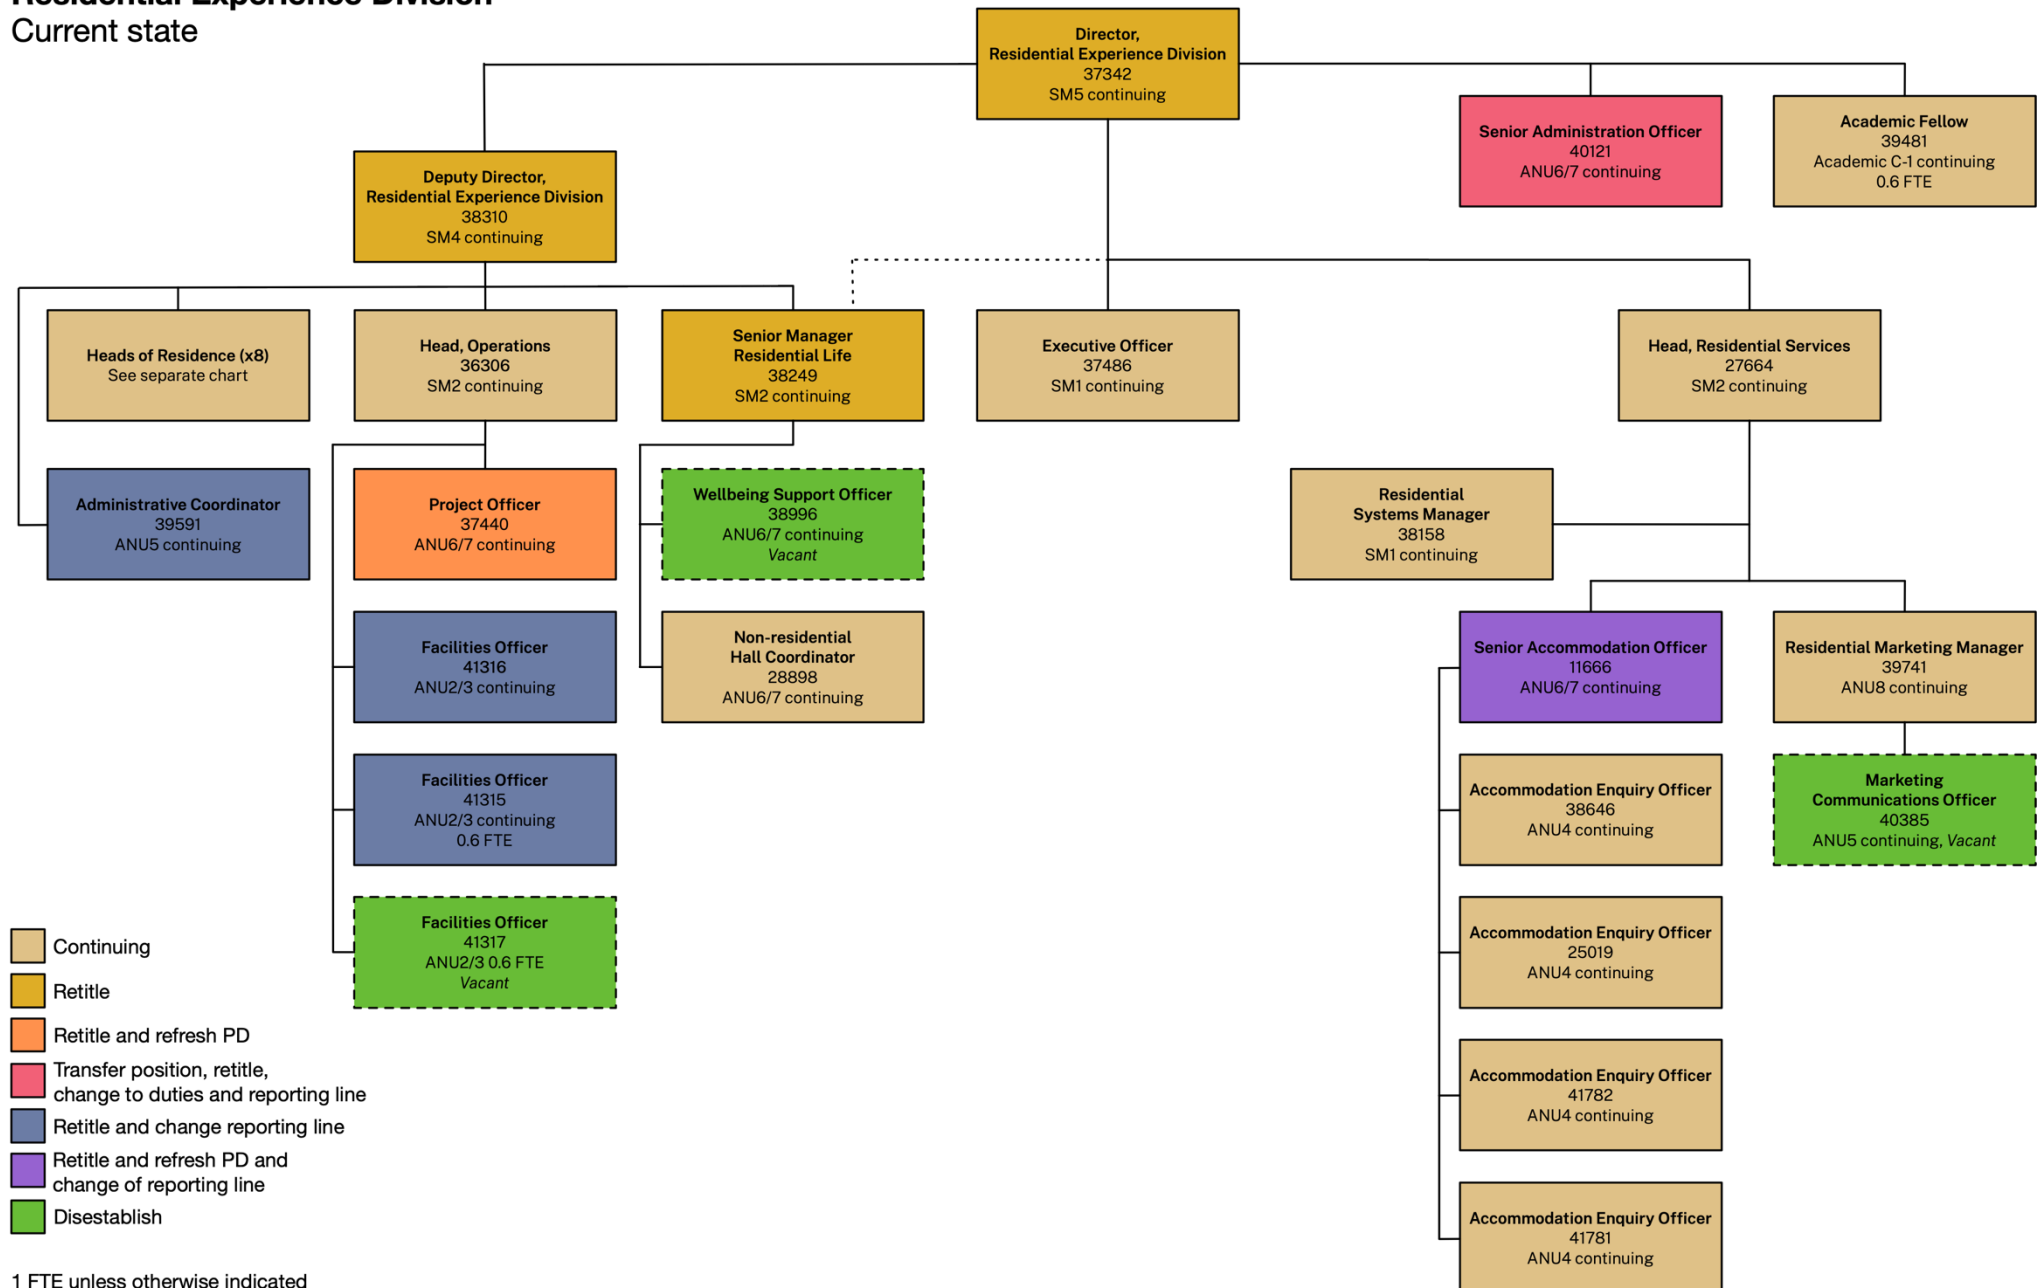 Residential Experience Division
Current state
Director,
Residential Experience Division
37342
SM5 continuing
Senior Administration Officer
40121
ANU6/7 continuing
Academic Fellow
39481
Academic C-1 continuing
0.6 FTE
Deputy Director,
Residential Experience Division
38310
SM4 continuing
Heads of Residence (x8)
See separate chart
Head, Operations
36306
SM2 continuing
Senior Manager
Residential Life
38249
SM2 continuing
Executive Officer
37486
SM1 continuing
Head, Residential Services
27664
SM2 continuing
Administrative Coordinator
39591
ANU5 continuing
Project Officer
37440
ANU6/7 continuing
Wellbeing Support Officer
38996
ANU6/7 continuing
Vacant
Residential
Systems Manager
38158
SM1 continuing
Facilities Officer
41316
ANU2/3 continuing
Non-residential
Hall Coordinator
28898
ANU6/7 continuing
Senior Accommodation Officer
11666
ANU6/7 continuing
Residential Marketing Manager
39741
ANU8 continuing
Facilities Officer
41315
ANU2/3 continuing
0.6 FTE
Accommodation Enquiry Officer
38646
ANU4 continuing
Marketing
Communications Officer
40385
ANU5 continuing, Vacant
Facilities Officer
41317
ANU2/3 0.6 FTE
Vacant
Accommodation Enquiry Officer
25019
ANU4 continuing
Accommodation Enquiry Officer
41782
ANU4 continuing
Accommodation Enquiry Officer
41781
ANU4 continuing
Continuing
Retitle
Retitle and refresh PD
Transfer position, retitle,
change to duties and reporting line
Retitle and change reporting line
Retitle and refresh PD and
change of reporting line
Disestablish
1 FTE unless otherwise indicated